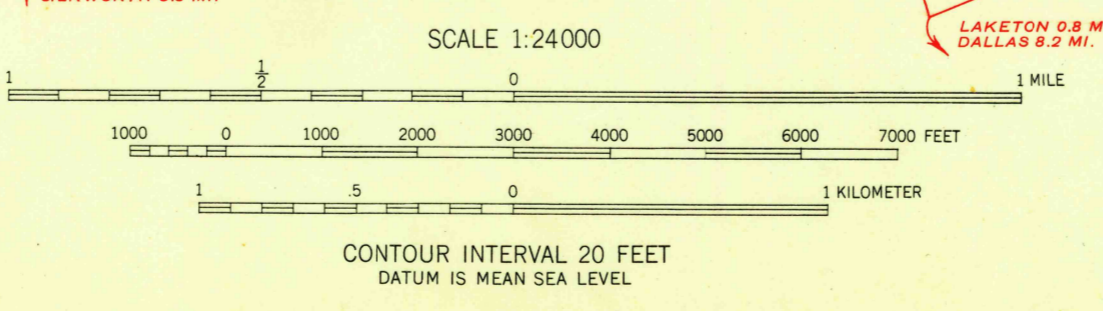 SCALE 1:24000
LAKETON 0.8 M
DALLAS 8.2 MI.
1 1/2 0 1 MILE
1000 0 1000 2000 3000 4000 5000 6000 7000 FEET
1 .5 0 1 KILOMETER
CONTOUR INTERVAL 20 FEET
DATUM IS MEAN SEA LEVEL